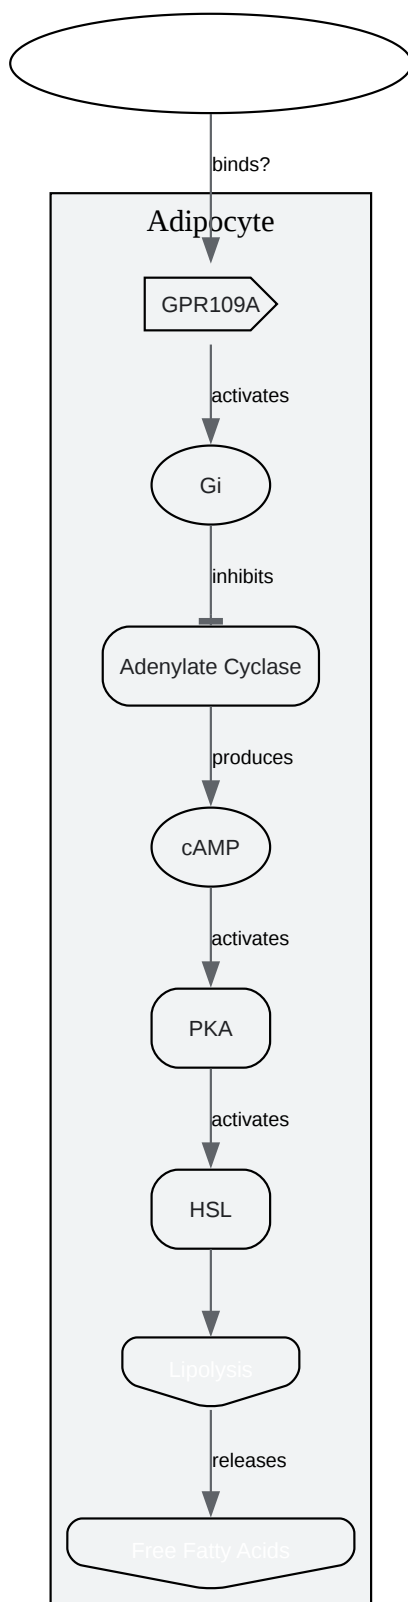 binds?
Adipocyte
GPR109A
activates
Gi
inhibits
Adenylate Cyclase
produces
cAMP
activates
PKA
activates
HSL
Lipolysis
releases
Free Fatty Acids